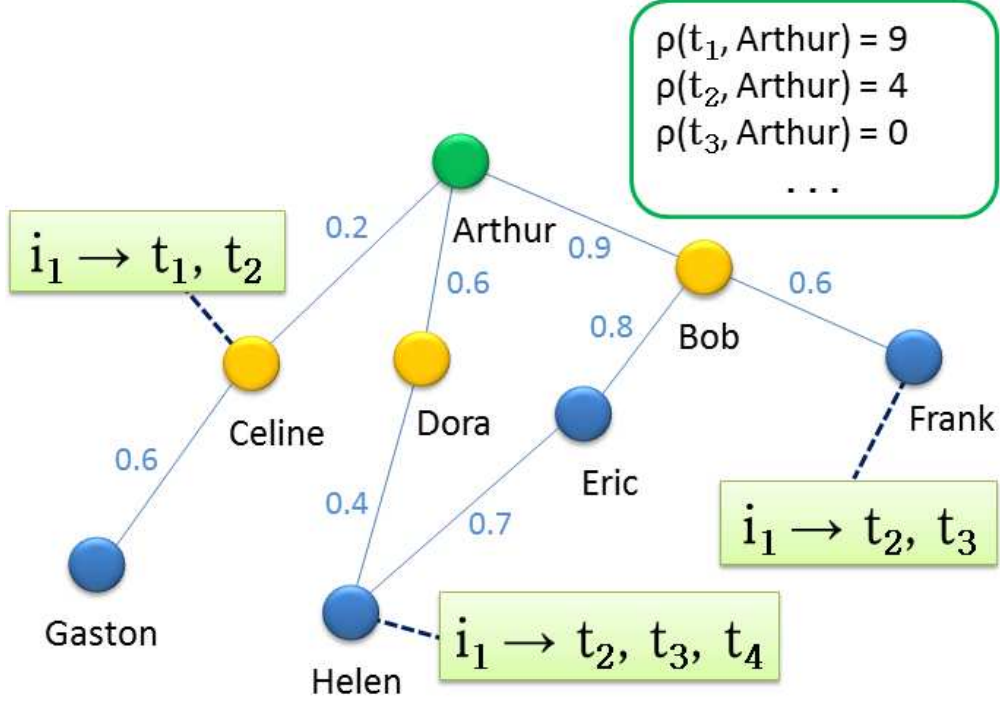 ρ(t₁, Arthur) = 9
ρ(t₂, Arthur) = 4
ρ(t₃, Arthur) = 0
. . .
Arthur
0.2
0.9
i₁ → t₁, t₂
0.6
0.6
0.8
Bob
Celine
Dora
Frank
0.6
Eric
0.4
0.7
i₁ → t₂, t₃
Gaston
i₁ → t₂, t₃, t₄
Helen